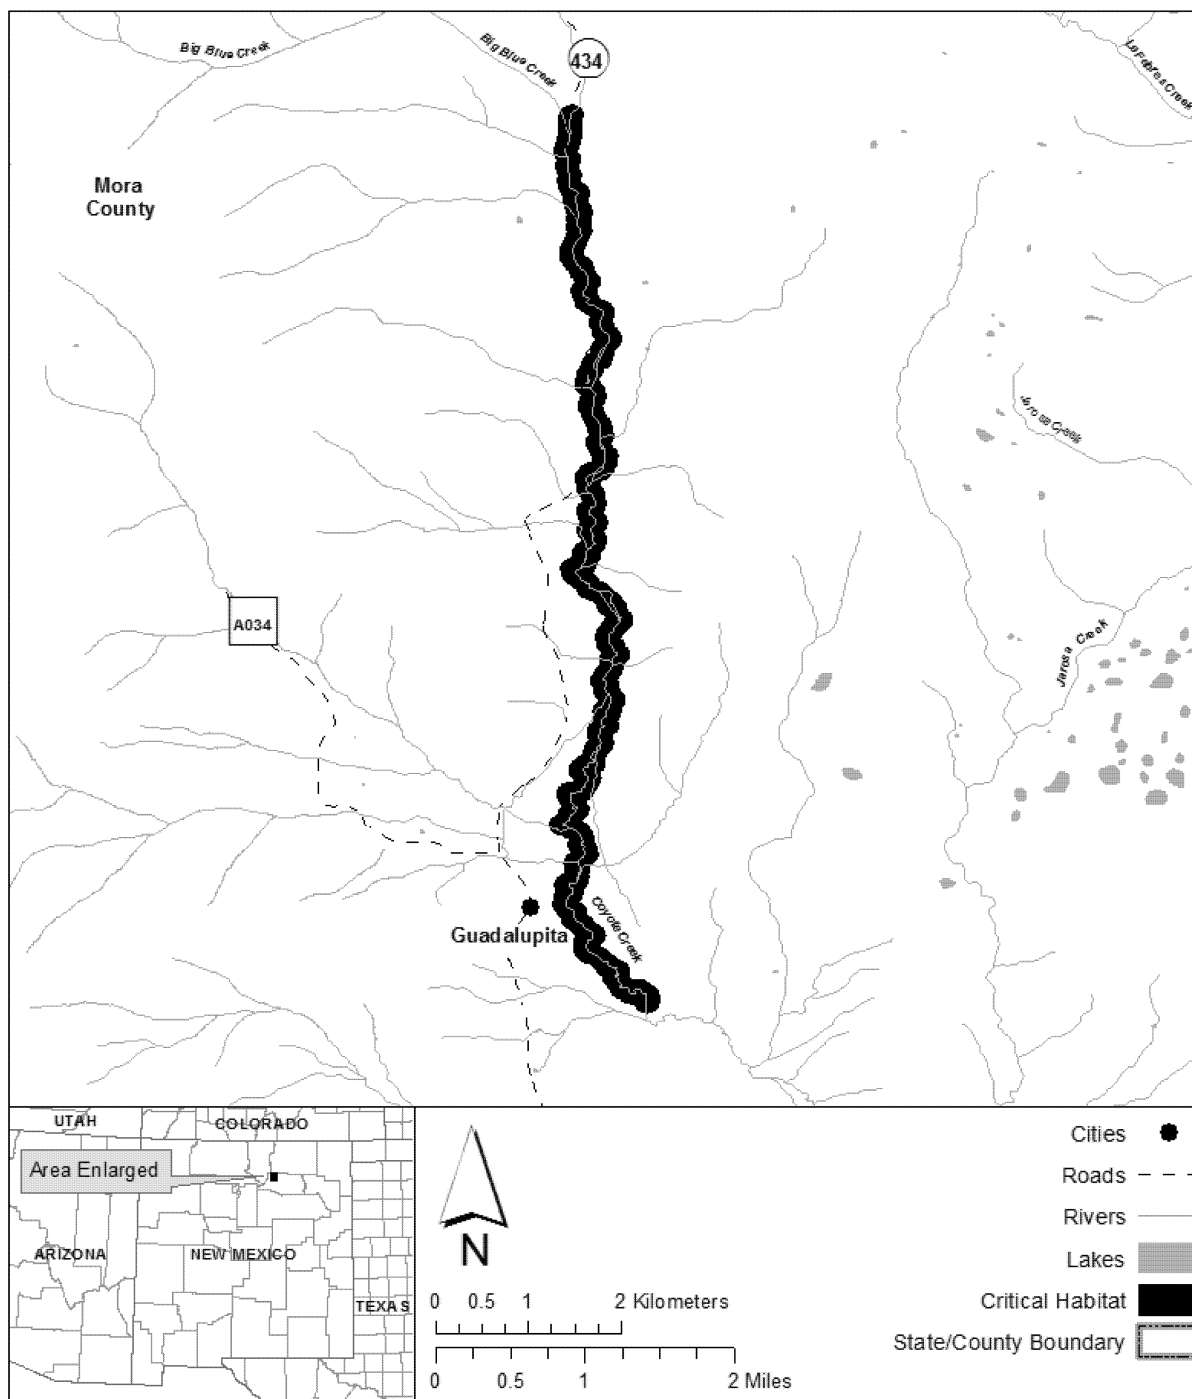 Big Blue Creek
Big Blue Creek
434
LaFebres Creek
Mora
County
Jarosa Creek
A034
Jarosa Creek
Coyote Creek
Guadalupita
UTAH
COLORADO
Area Enlarged
ARIZONA
NEW MEXICO
TEXAS
N
0 0.5 1 2 Kilometers
0 0.5 1 2 Miles
Cities
Roads
Rivers
Lakes
Critical Habitat
State/County Boundary